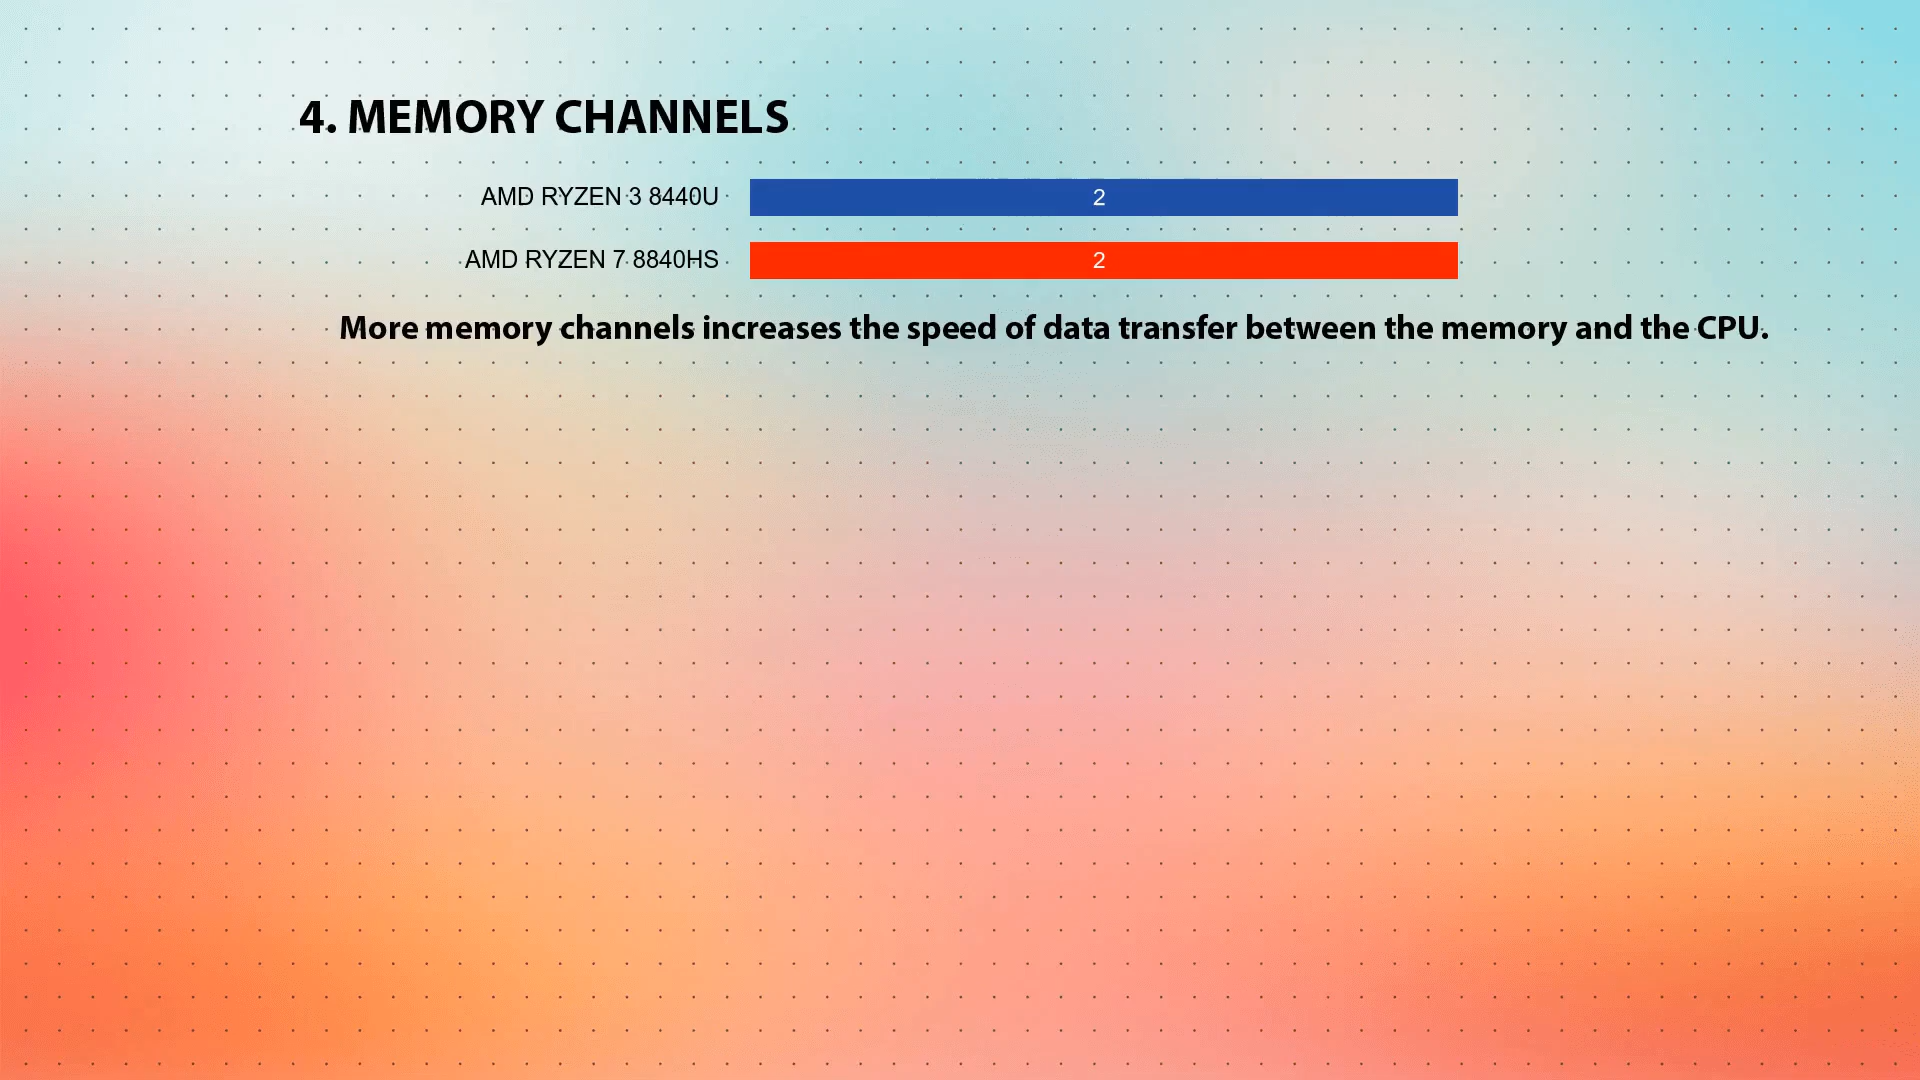 4. MEMORY CHANNELS
AMD RYZEN 3 8440U 2
AMD RYZEN 7 8840HS 2
More memory channels increases the speed of data transfer between the memory and the CPU.